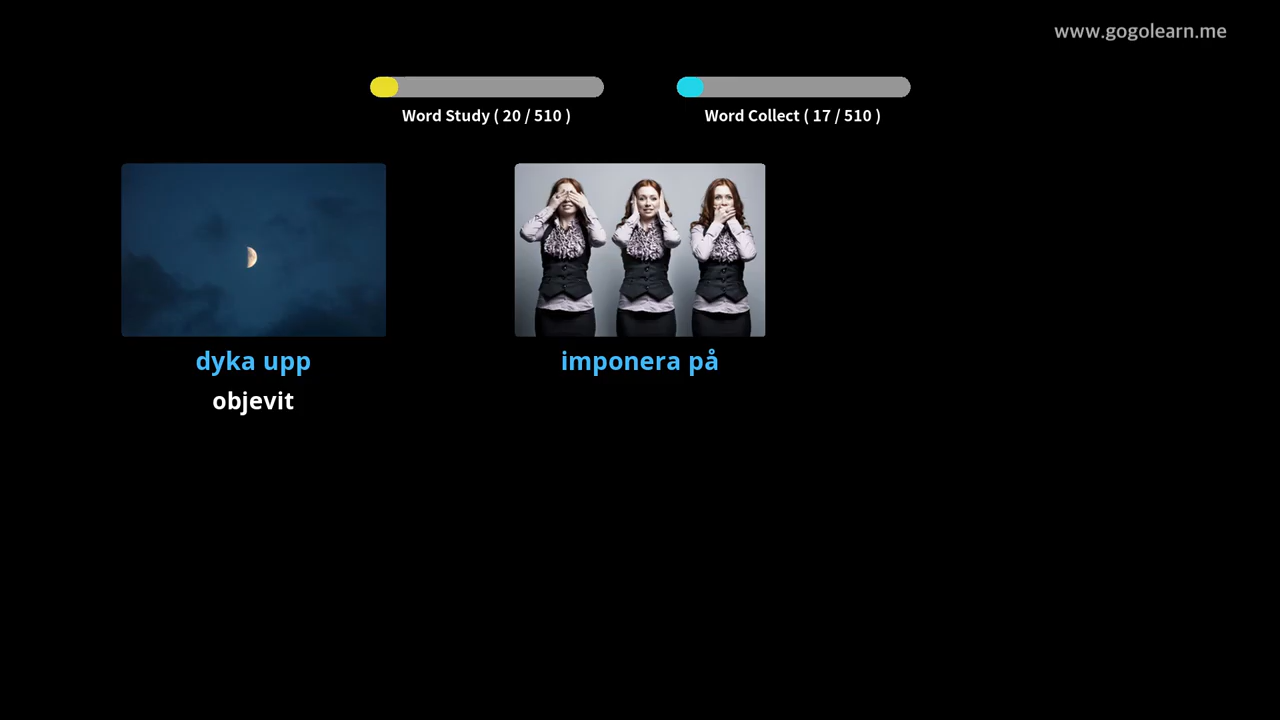 www.gogolearn.me
Word Study ( 20 / 510 )
Word Collect ( 17 / 510 )
dyka upp
objevit
imponera på